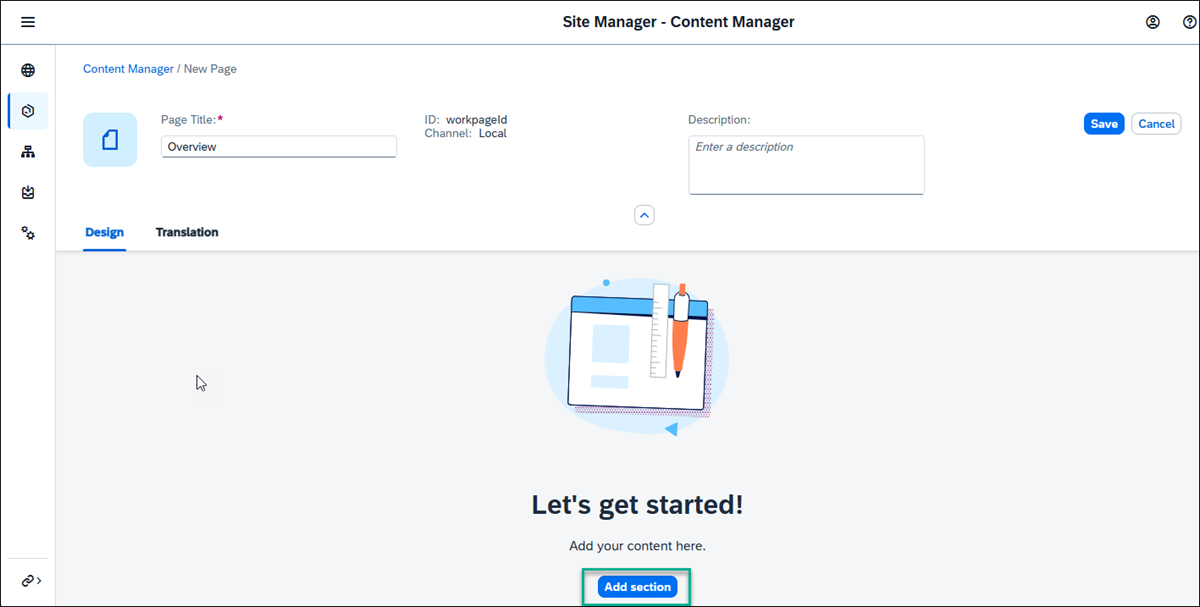 Site Manager - Content Manager
Content Manager / New Page
Page Title:*
Overview
ID: workpageId
Channel: Local
Description:
Enter a description
Save
Cancel
Design
Translation
Let's get started!
Add your content here.
Add section